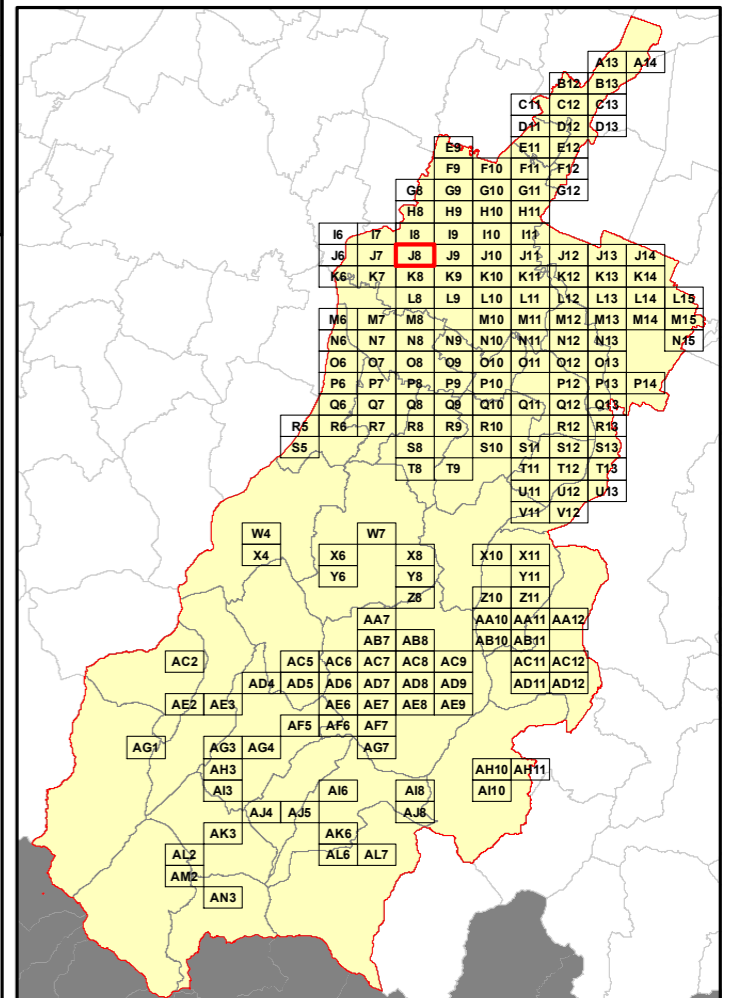 A13 A14
B12 B13
C11 C12 C13
D11 D12 D13
E9 E11 E12
F9 F10 F11 F12
G8 G9 G10 G11 G12
H8 H9 H10 H11
I6 I7 I8 I9 I10 I11
J6 J7 J8 J9 J10 J11 J12 J13 J14
K6 K7 K8 K9 K10 K11 K12 K13 K14
L8 L9 L10 L11 L12 L13 L14 L15
M6 M7 M8 M10 M11 M12 M13 M14 M15
N6 N7 N8 N9 N10 N11 N12 N13 N15
O6 O7 O8 O9 O10 O11 O12 O13
P6 P7 P8 P9 P10 P12 P13 P14
Q6 Q7 Q8 Q9 Q10 Q11 Q12 Q13
R5 R6 R7 R8 R9 R10 R12 R13
S5 S8 S10 S11 S12 S13
T8 T9 T11 T12 T13
U11 U12 U13
V11 V12
W4 W7
X4 X6 X8 X10 X11
Y6 Y8 Y11
Z8 Z10 Z11
AA7 AA10 AA11 AA12
AB7 AB8 AB10 AB11
AC2 AC5 AC6 AC7 AC8 AC9 AC11 AC12
AD4 AD5 AD6 AD7 AD8 AD9 AD11 AD12
AE2 AE3 AE6 AE7 AE8 AE9
AF5 AF6 AF7
AG1 AG3 AG4 AG7
AH3 AH10 AH11
AI3 AI6 AI8 AI10
AJ4 AJ5 AJ8
AK3 AK6
AL2 AL6 AL7
AM2
AN3